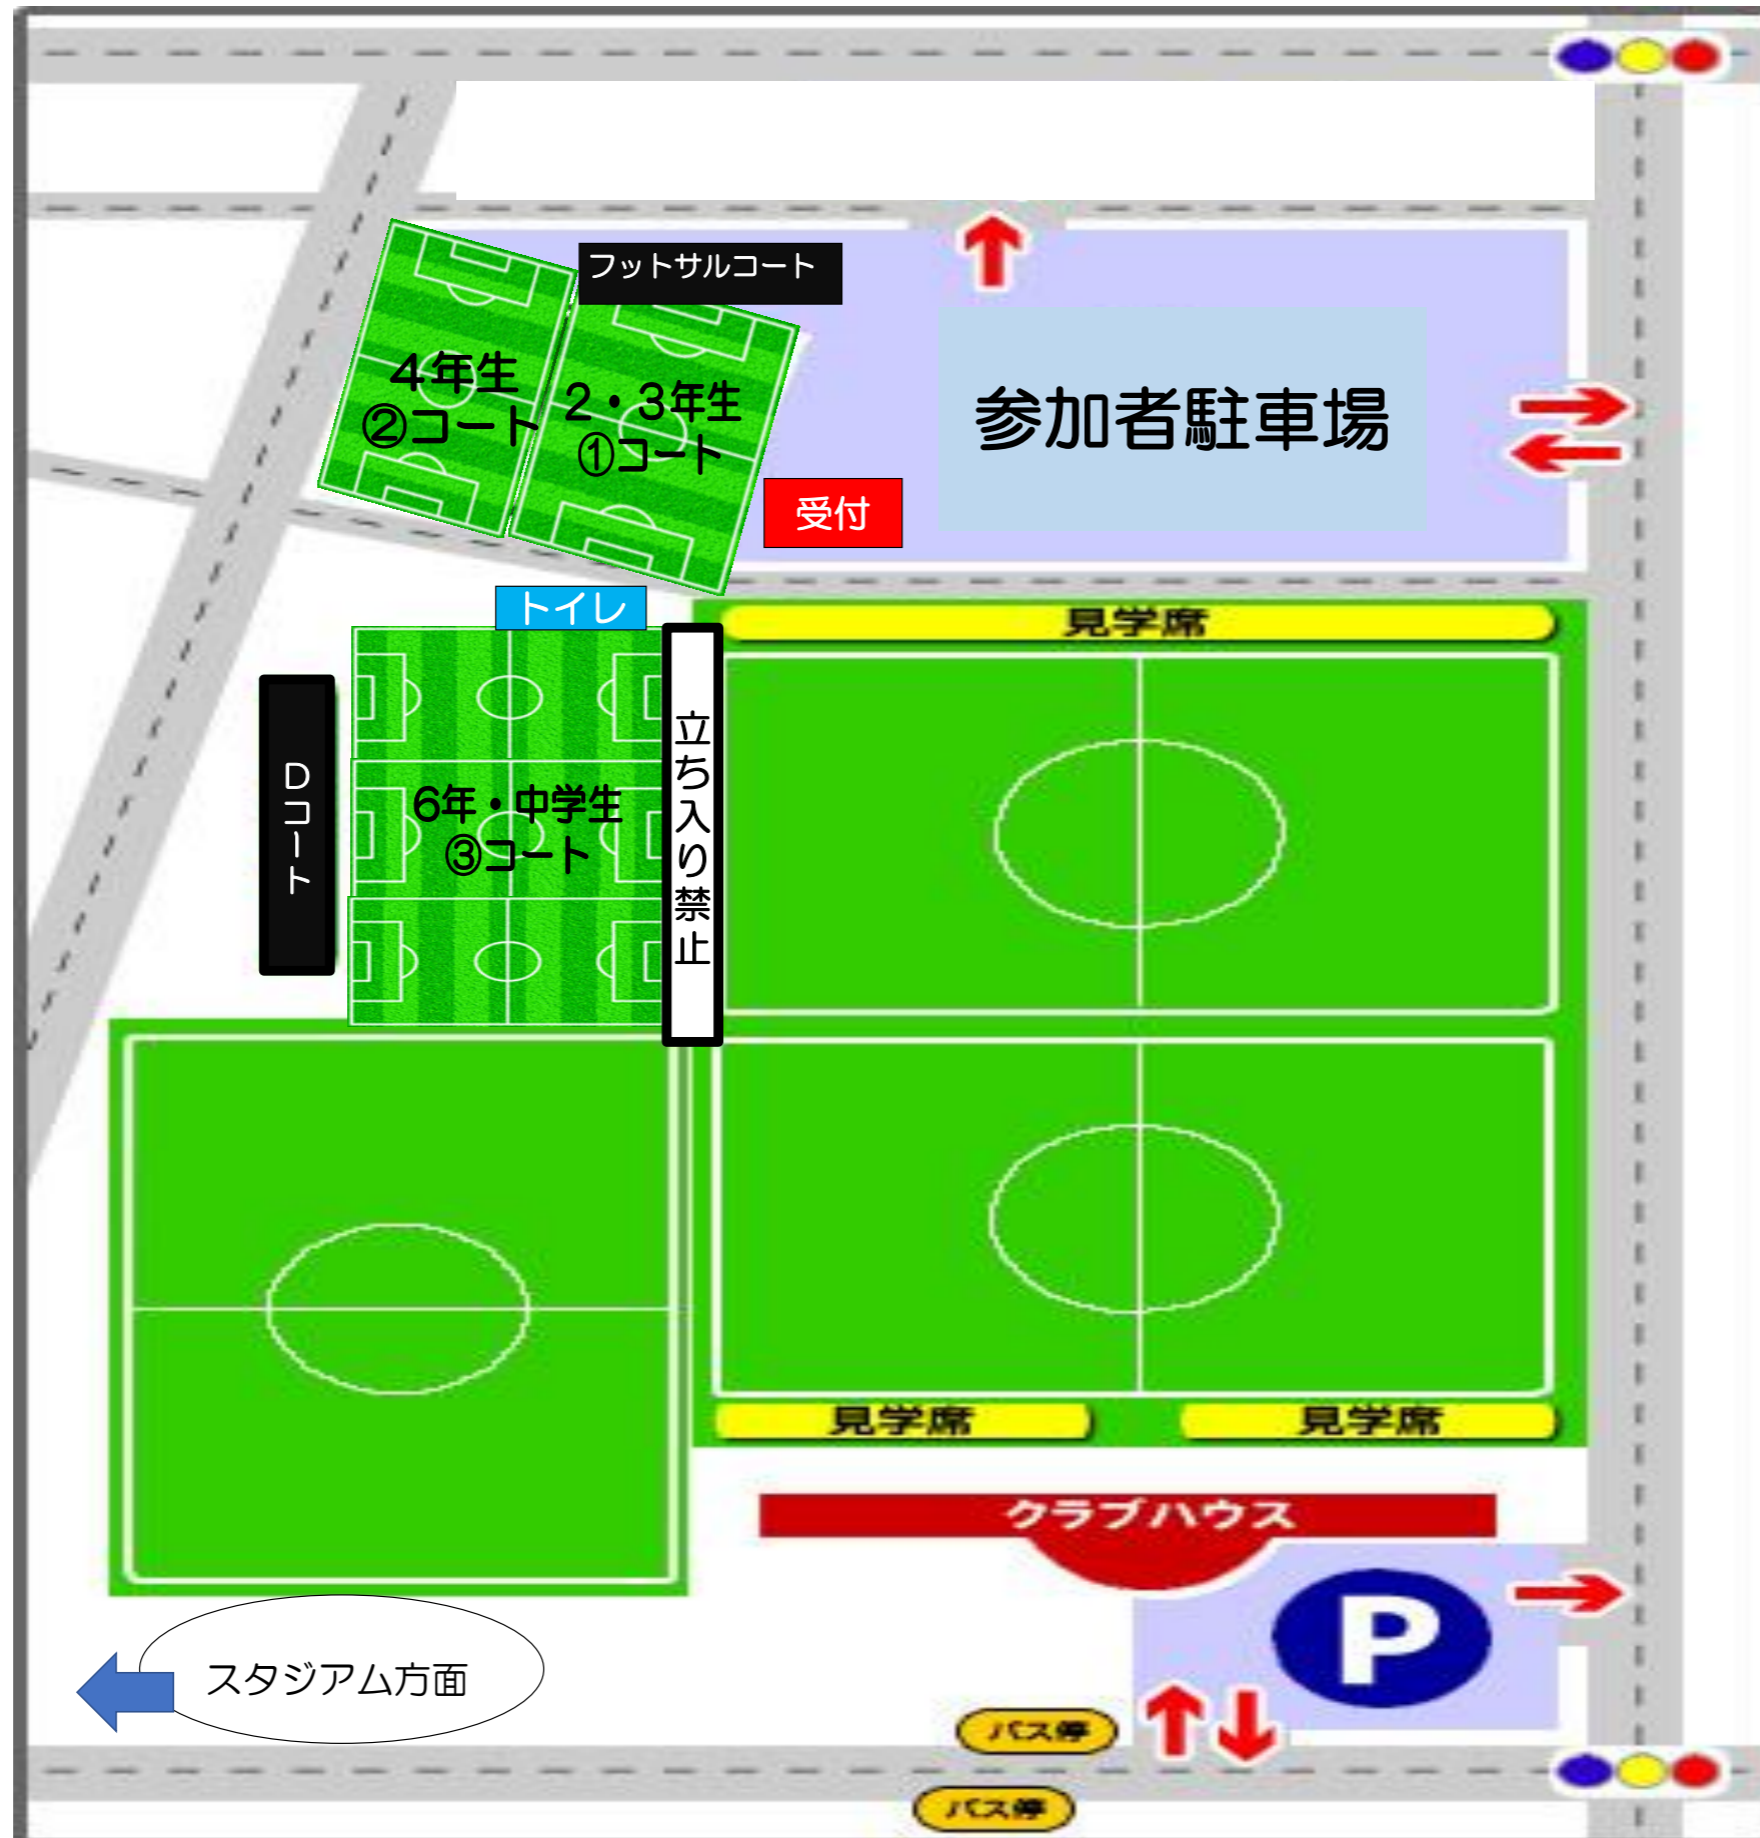 フットサルコート
４年生
②コート
２・３年生
①コート
参加者駐車場
受付
トイレ
見学席
立ち入り禁止
Dコート
6年・中学生
③コート
見学席
見学席
クラブハウス
P
スタジアム方面
バス停
バス停